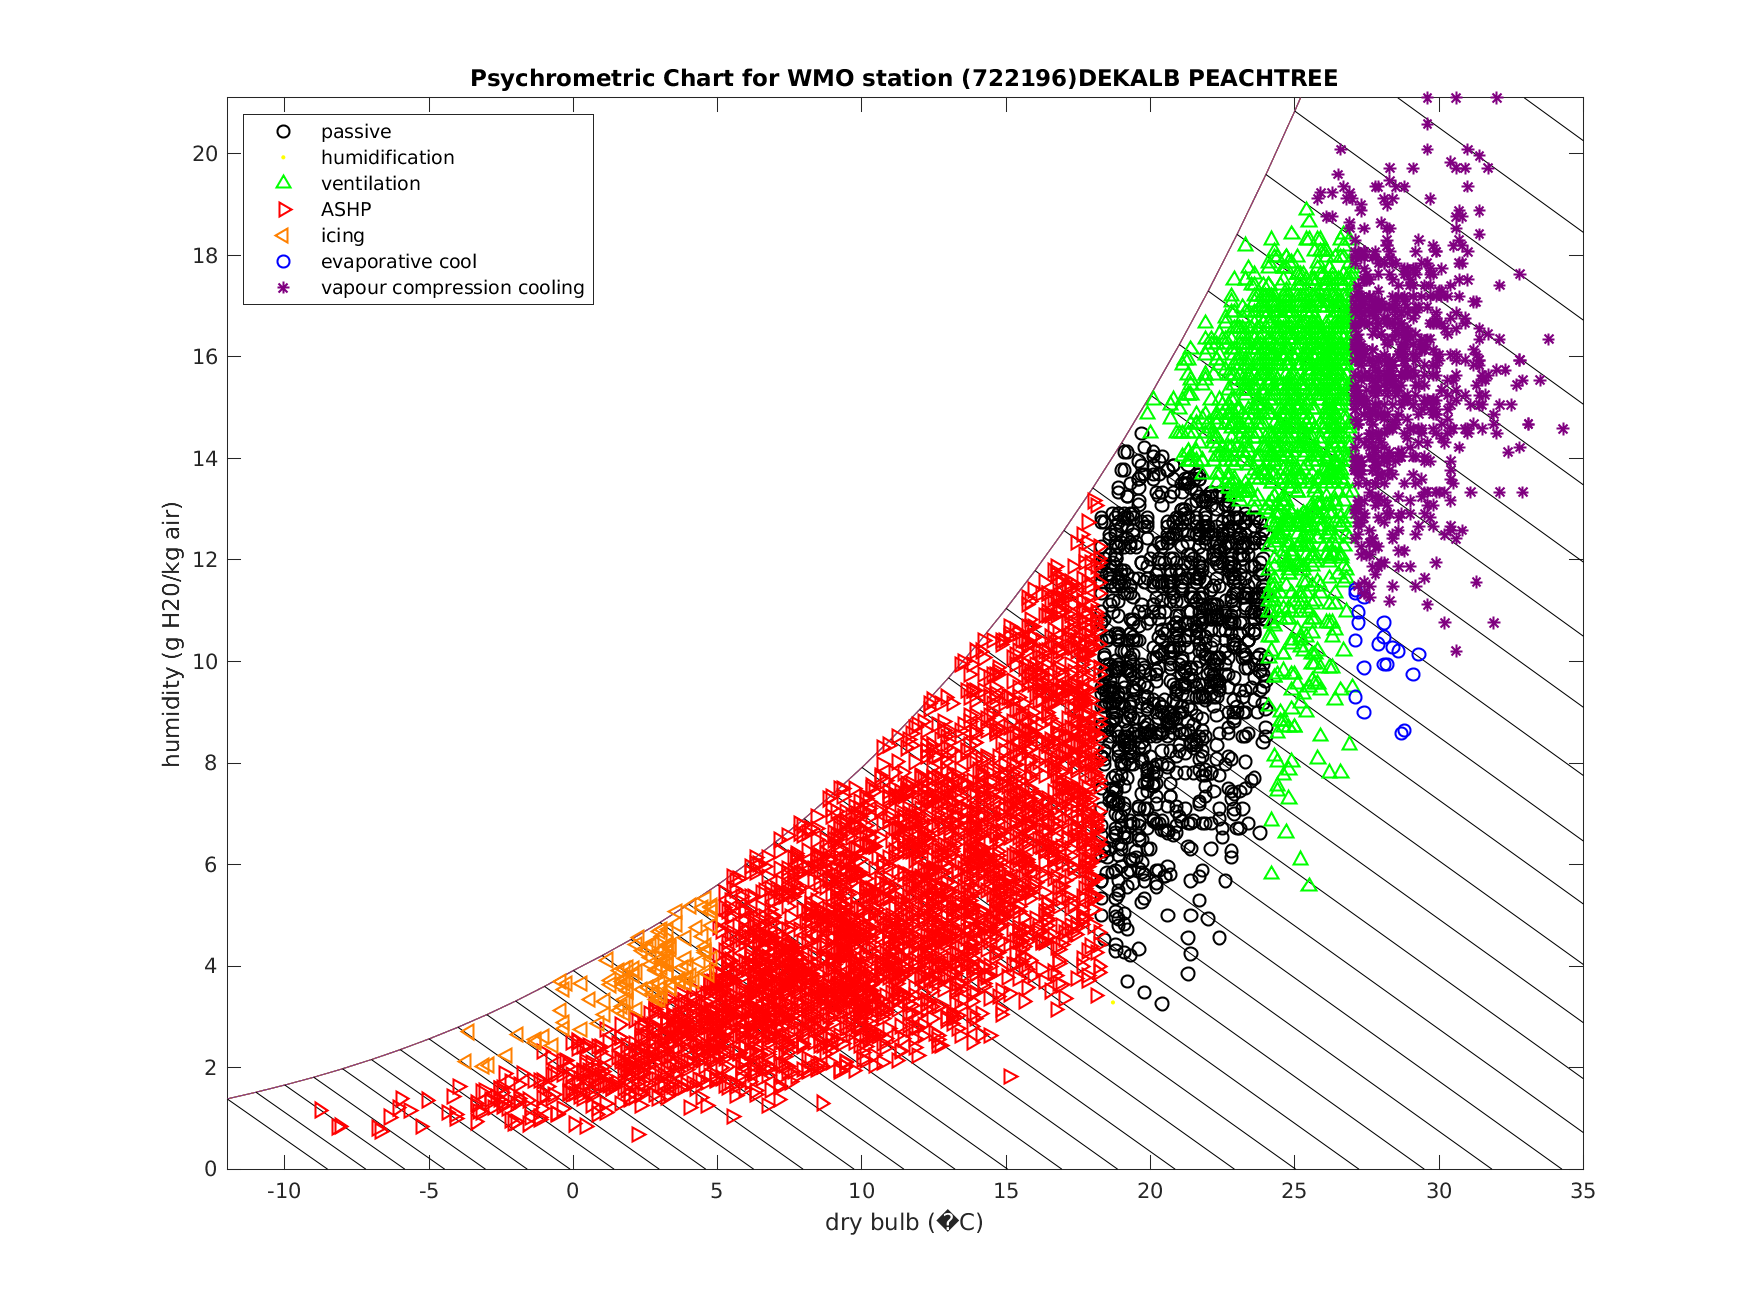 Psychrometric Chart for WMO station (722196)DEKALB PEACHTREE
passive
humidification
ventilation
ASHP
icing
evaporative cool
vapour compression cooling
humidity (g H20/kg air)
20
18
16
14
12
10
8
6
4
2
0
-10 -5 0 5 10 15 20 25 30 35
dry bulb (�C)